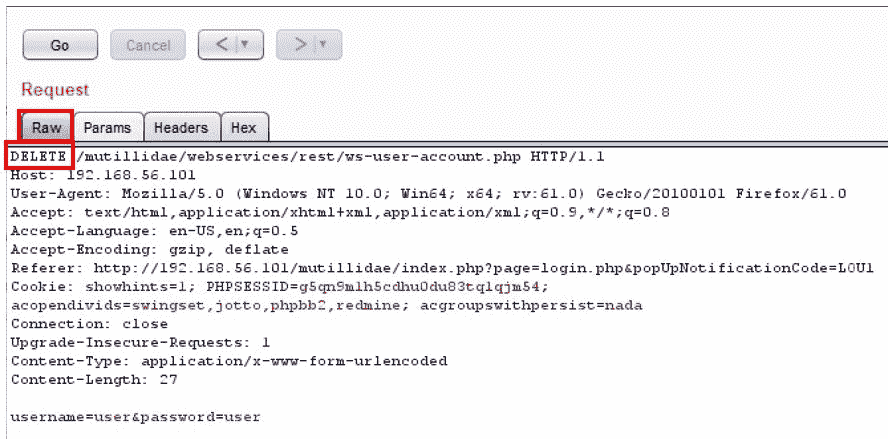 Go Cancel < > 
Request
Raw Params Headers Hex
DELETE /mutillidae/webservices/rest/ws-user-account.php HTTP/1.1
Host: 192.168.56.101
User-Agent: Mozilla/5.0 (Windows NT 10.0; Win64; x64; rv:61.0) Gecko/20100101 Firefox/61.0
Accept: text/html,application/xhtml+xml,application/xml;q=0.9,*/*;q=0.8
Accept-Language: en-US,en;q=0.5
Accept-Encoding: gzip, deflate
Referer: http://192.168.56.101/mutillidae/index.php?page=login.php&popUpNotificationCode=LOU1
Cookie: showhints=1; PHPSESSID=g5qn9m1h5cdhu0du83tq1qjm54;
acopendivids=swingset,jotto,phpbb2,redmine; acgroupswithpersist=nada
Connection: close
Upgrade-Insecure-Requests: 1
Content-Type: application/x-www-form-urlencoded
Content-Length: 27
username=user&password=user